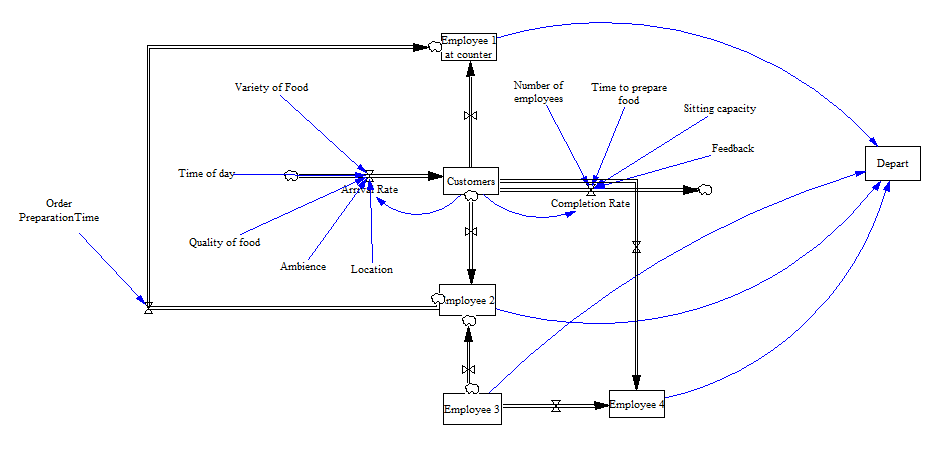 Employee 1
at counter
Variety of Food
Number of
employees
Time to prepare
food
Sitting capacity
Feedback
Depart
Time of day
Customers
Arrival Rate
Completion Rate
Order
PreparationTime
Quality of food
Ambience
Location
Employee 2
Employee 3
Employee 4